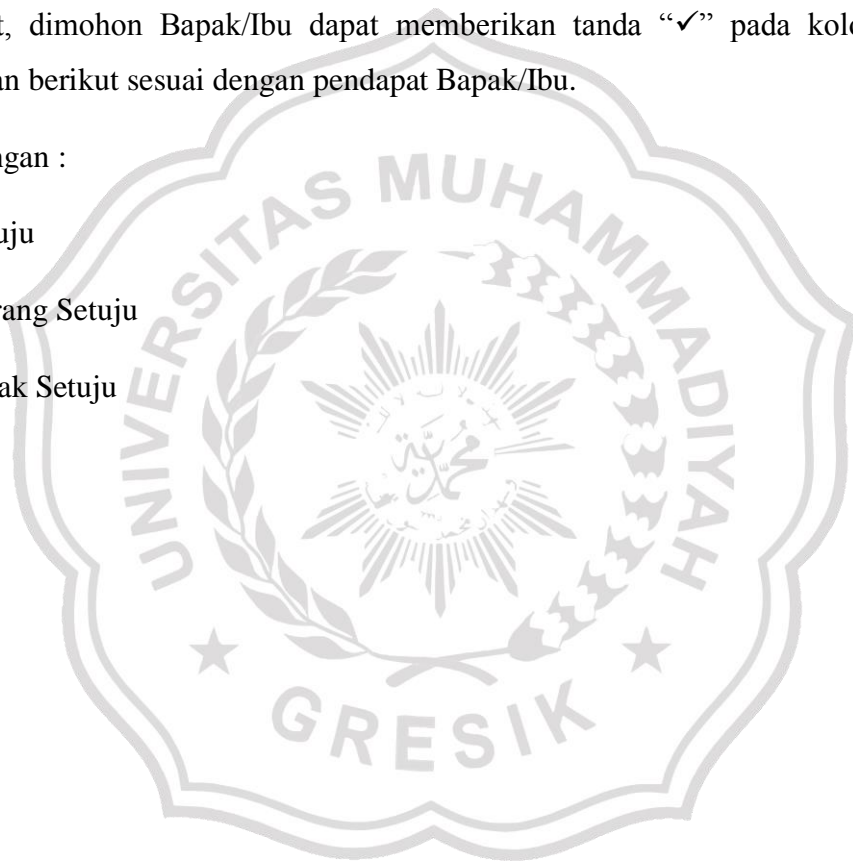 t, dimohon Bapak/Ibu dapat memberikan tanda “✓” pada kolo
an berikut sesuai dengan pendapat Bapak/Ibu.
ngan :
uju
rang Setuju
ak Setuju
UNIVERSITAS MUHAMMADIYAH
GRESIK